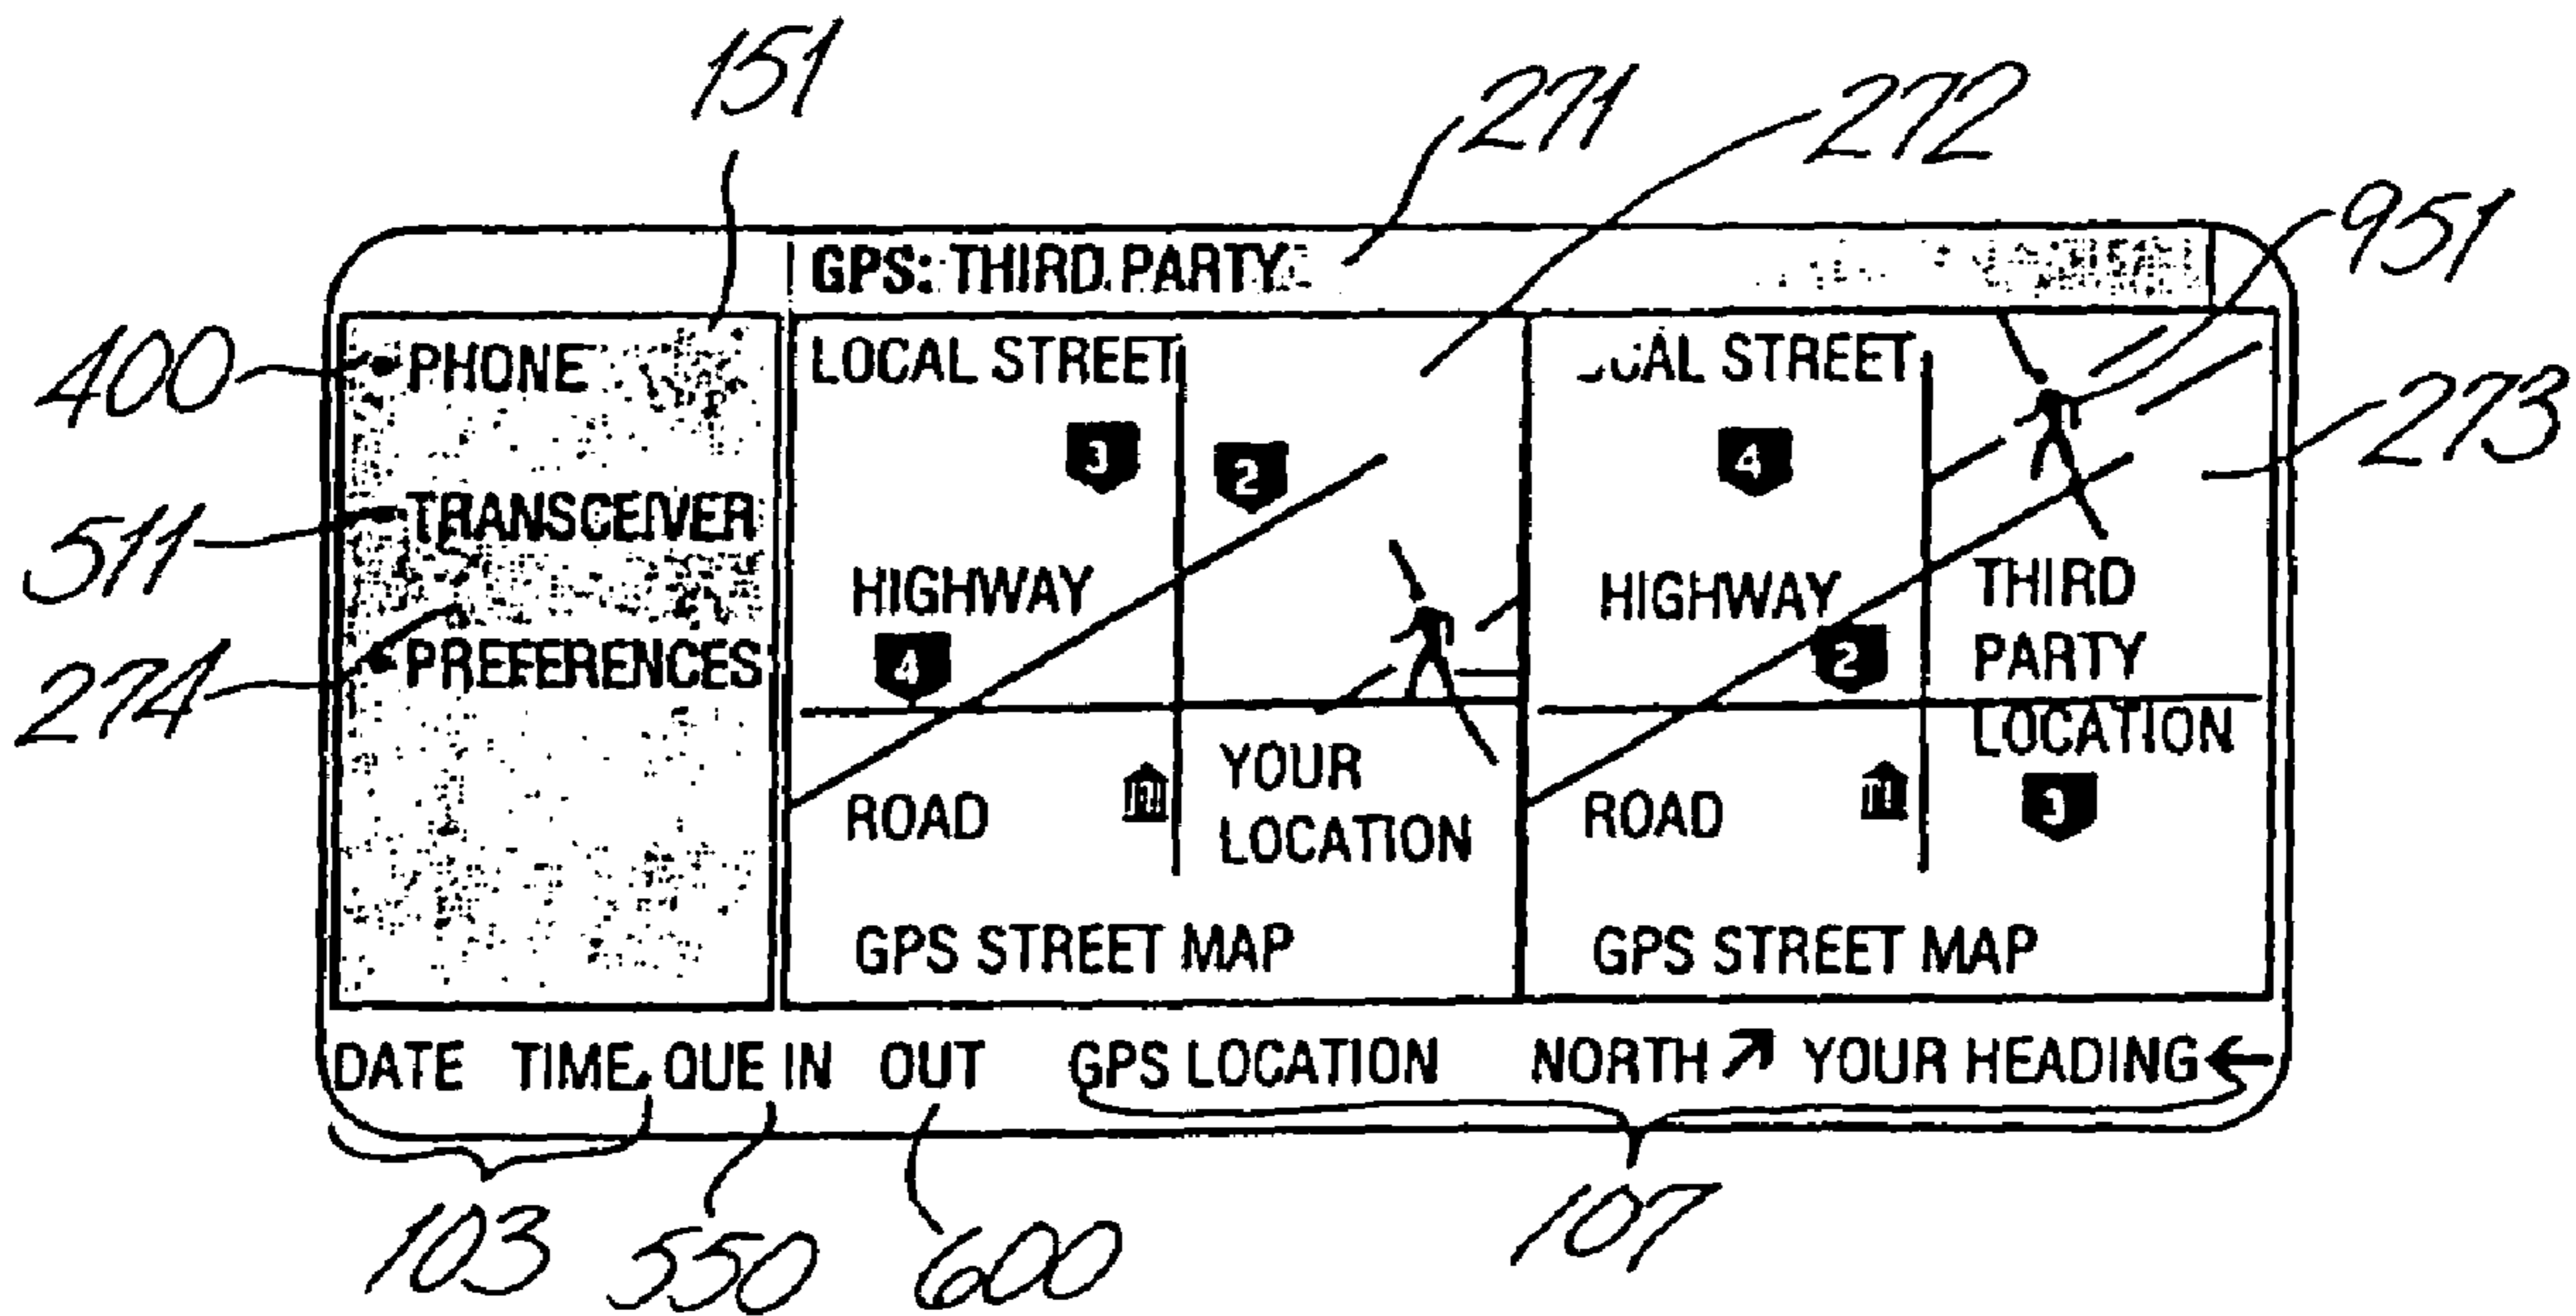 151
271
272
951
GPS: THIRD PARTY
400
• PHONE
LOCAL STREET
STREET
273
3
2
4
511
• TRANSCEIVER
HIGHWAY
HIGHWAY
THIRD
PARTY
LOCATION
274
• PREFERENCES
4
2
YOUR
LOCATION
ROAD
ROAD
3
GPS STREET MAP
GPS STREET MAP
DATE TIME QUE IN OUT GPS LOCATION NORTH ↗ YOUR HEADING ←
103
550
600
107